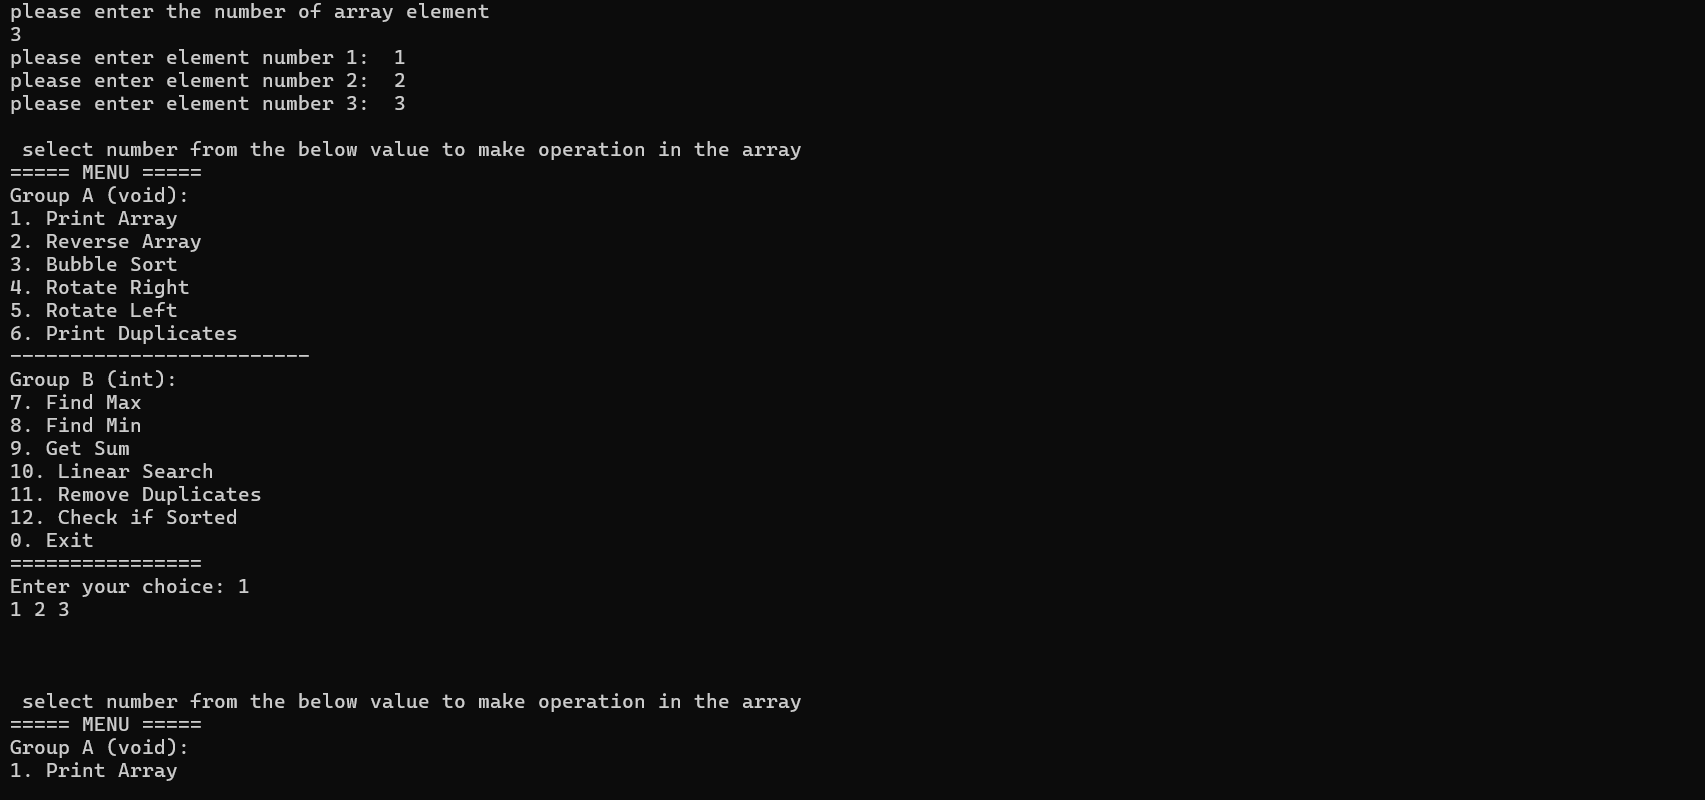 please enter the number of array element
3
please enter element number 1:  1
please enter element number 2:  2
please enter element number 3:  3
 select number from the below value to make operation in the array
===== MENU =====
Group A (void):
1. Print Array
2. Reverse Array
3. Bubble Sort
4. Rotate Right
5. Rotate Left
6. Print Duplicates
-------------------------
Group B (int):
7. Find Max
8. Find Min
9. Get Sum
10. Linear Search
11. Remove Duplicates
12. Check if Sorted
0. Exit
================
Enter your choice: 1
1 2 3
 select number from the below value to make operation in the array
===== MENU =====
Group A (void):
1. Print Array